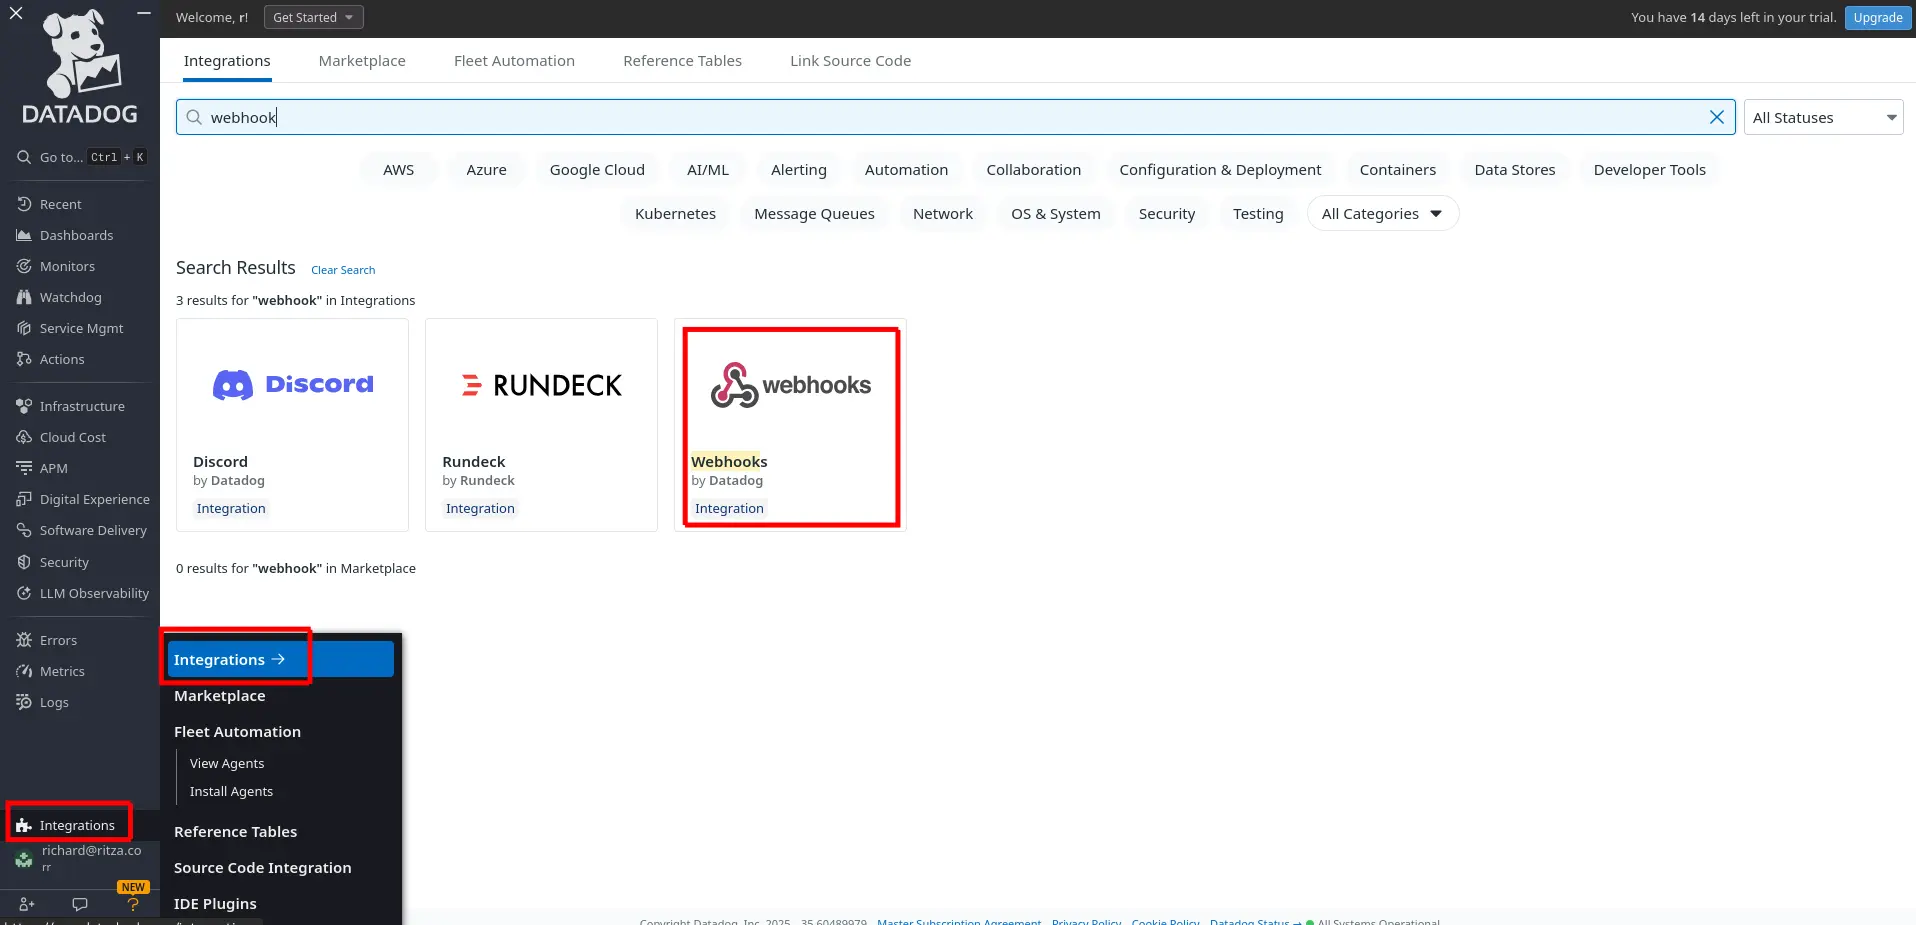 Welcome, r!
Get Started
You have 14 days left in your trial.
Upgrade
DATADOG
Go to... Ctrl + K
Recent
Dashboards
Monitors
Watchdog
Service Mgmt
Actions
Infrastructure
Cloud Cost
APM
Digital Experience
Software Delivery
Security
LLM Observability
Errors
Metrics
Logs
Integrations
richard@ritza.co
rr
NEW
?
Integrations Marketplace Fleet Automation Reference Tables Link Source Code
webhook
All Statuses
AWS Azure Google Cloud AI/ML Alerting Automation Collaboration Configuration & Deployment Containers Data Stores Developer Tools
Kubernetes Message Queues Network OS & System Security Testing All Categories
Search Results Clear Search
3 results for "webhook" in Integrations
Discord
Discord
by Datadog
Integration
RUNDECK
Rundeck
by Rundeck
Integration
webhooks
Webhooks
by Datadog
Integration
0 results for "webhook" in Marketplace
Integrations →
Marketplace
Fleet Automation
View Agents
Install Agents
Reference Tables
Source Code Integration
IDE Plugins
Copyright Datadog, Inc. 2025 - 35.60489979 Master Subscription Agreement Privacy Policy Cookie Policy Datadog Status → All Systems Operational